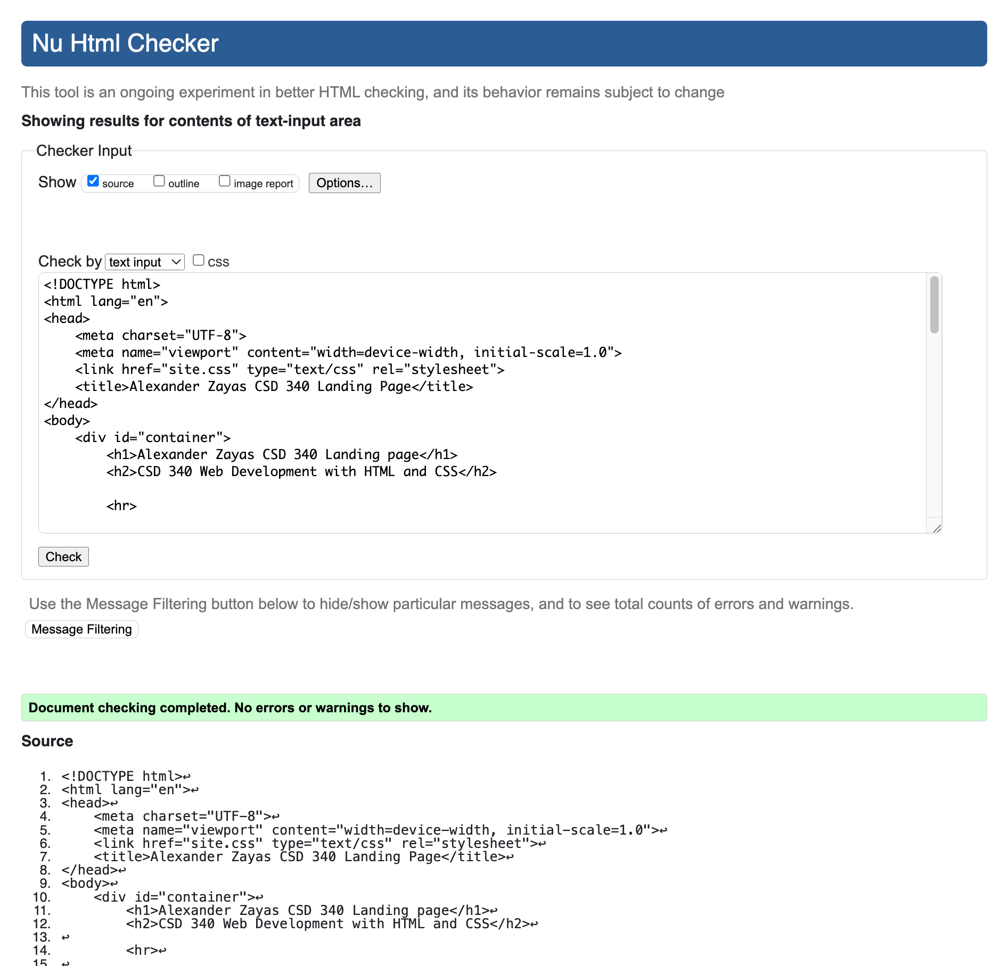 Nu Html Checker
This tool is an ongoing experiment in better HTML checking, and its behavior remains subject to change
Showing results for contents of text-input area
Checker Input
Show source outline image report Options...
Check by text input css
<!DOCTYPE html>
<html lang="en">
<head>
    <meta charset="UTF-8">
    <meta name="viewport" content="width=device-width, initial-scale=1.0">
    <link href="site.css" type="text/css" rel="stylesheet">
    <title>Alexander Zayas CSD 340 Landing Page</title>
</head>
<body>
    <div id="container">
        <h1>Alexander Zayas CSD 340 Landing page</h1>
        <h2>CSD 340 Web Development with HTML and CSS</h2>
        <hr>
Check
Use the Message Filtering button below to hide/show particular messages, and to see total counts of errors and warnings.
Message Filtering
Document checking completed. No errors or warnings to show.
Source
1. <!DOCTYPE html>↩
2. <html lang="en">↩
3. <head>↩
4.     <meta charset="UTF-8">↩
5.     <meta name="viewport" content="width=device-width, initial-scale=1.0">↩
6.     <link href="site.css" type="text/css" rel="stylesheet">↩
7.     <title>Alexander Zayas CSD 340 Landing Page</title>↩
8. </head>↩
9. <body>↩
10.     <div id="container">↩
11.         <h1>Alexander Zayas CSD 340 Landing page</h1>↩
12.         <h2>CSD 340 Web Development with HTML and CSS</h2>↩
13. ↩
14.         <hr>↩
15. ↩